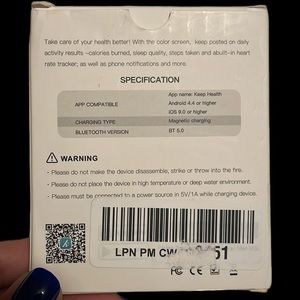 Take care of your health better! With the color screen, keep posted on daily
activity results –calories burned, sleep quality, steps taken and abult-in heart
rate tracker; as well as phone notifications and more.
SPECIFICATION
APP COMPATIBLE
App name: Keep Health
Android 4.4 or higher
iOS 9.0 or higher
CHARGING TYPE Magnetic charging
BLUETOOTH VERSION BT 5.0
WARNING
- Please do not make the device disassemble, strike or throw into the fire.
- Please do not place the device in high temperature or deep water environment.
- Please must be connected to a power source in 5V/1A while charging device.
LPN PM CW 51
FC CE